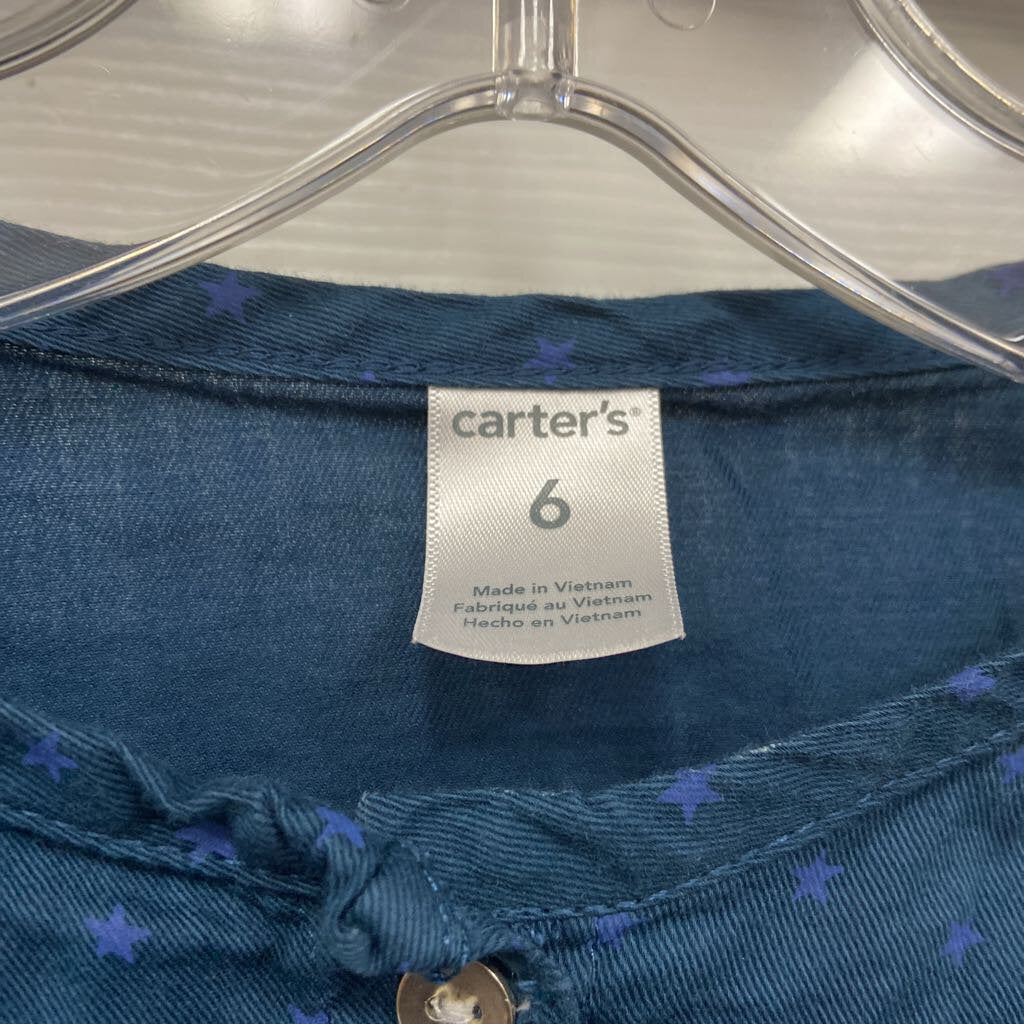 carter's®
6
Made in Vietnam
Fabriqué au Vietnam
Hecho en Vietnam